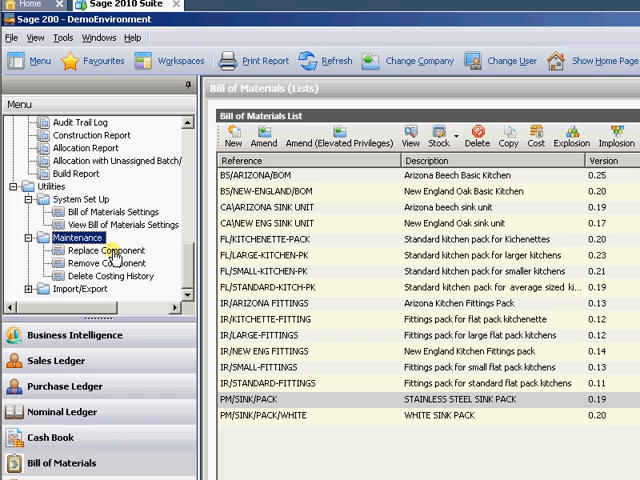 Home
Sage 2010 Suite
Sage 200 - DemoEnvironment
File View Tools Windows Help
Menu Favourites Workspaces Print Report Refresh Change Company Change User Show Home Page
Menu
Audit Trail Log
Construction Report
Allocation Report
Allocation with Unassigned Batch/
Build Report
Utilities
System Set Up
Bill of Materials Settings
View Bill of Materials Settings
Maintenance
Replace Component
Remove Component
Delete Costing History
Import/Export
Business Intelligence
Sales Ledger
Purchase Ledger
Nominal Ledger
Cash Book
Bill of Materials
Bill of Materials (Lists)
Bill of Materials List
New Amend Amend (Elevated Privileges) View Stock Delete Copy Cost Explosion Implosion
Reference Description Version
BS/ARIZONA/BOM Arizona Beech Basic Kitchen 0.25
BS/NEW-ENGLAND/BOM New England Oak Basic Kitchen 0.20
CA\ARIZONA SINK UNIT Arizona beech sink unit 0.19
CA\NEW ENG SINK UNIT New England Oak sink unit 0.17
FL/KITCHENETTE-PACK Standard kitchen pack for Kichenettes 0.20
FL/LARGE-KITCHEN-PK Standard kitchen pack for larger kitchens 0.23
FL/SMALL-KITCHEN-PK Standard kitchen pack for smaller kitchens 0.21
FL/STANDARD-KITCH-PK Standard kitchen pack for average sized ki... 0.19
IR/ARIZONA FITTINGS Arizona Kitchen Fittings Pack 0.13
IR/KITCHENETTE-FITTING Fittings pack for flat pack kitchenette 0.12
IR/LARGE-FITTINGS Fittings pack for large flat pack kitchens 0.12
IR/NEW ENG FITTINGS New England Kitchen Fittings pack 0.14
IR/SMALL-FITTINGS Fittings pack for small flat pack kitchens 0.13
IR/STANDARD-FITTINGS Fittings pack for standard flat pack kitchens 0.11
PM/SINK/PACK STAINLESS STEEL SINK PACK 0.19
PM/SINK/PACK/WHITE WHITE SINK PACK 0.20